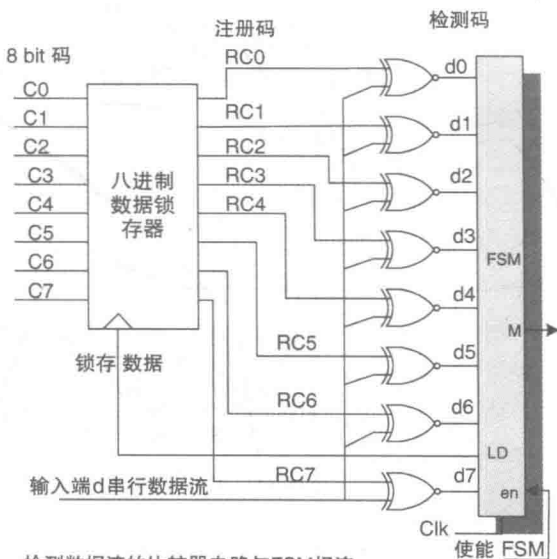 注册码
检测码
8 bit 码
C0
C1
C2
C3
C4
C5
C6
C7
八进制
数据锁
存器
RC0
RC1
RC2
RC3
RC4
RC5
RC6
RC7
d0
d1
d2
d3
d4
d5
d6
d7
FSM
M
LD
en
锁存 数据
输入端d串行数据流
Clk
使能 FSM